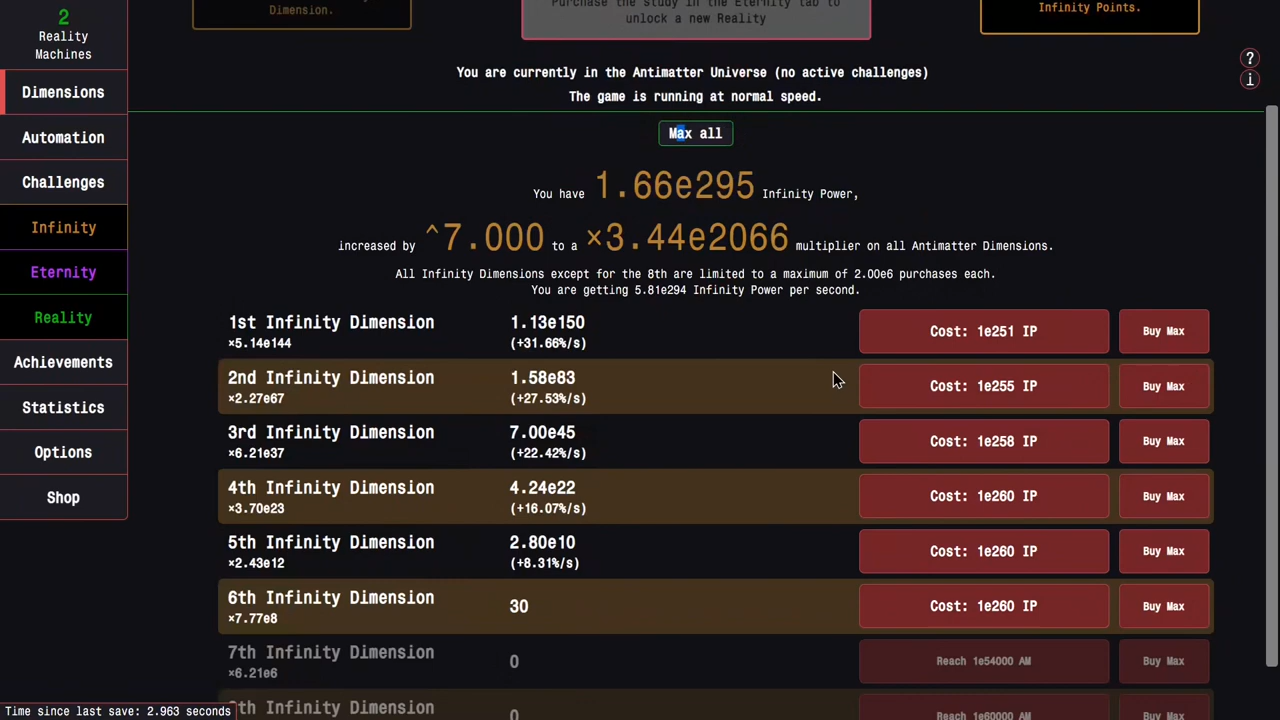 2
Reality
Machines
Dimensions
Automation
Challenges
Infinity
Eternity
Reality
Achievements
Statistics
Options
Shop
Dimension.
Purchase the study in the Eternity tab to
unlock a new Reality
Infinity Points.
?
i
You are currently in the Antimatter Universe (no active challenges)
The game is running at normal speed.
Max all
You have 1.66e295 Infinity Power,
increased by ^7.000 to a ×3.44e2066 multiplier on all Antimatter Dimensions.
All Infinity Dimensions except for the 8th are limited to a maximum of 2.00e6 purchases each.
You are getting 5.81e294 Infinity Power per second.
1st Infinity Dimension 1.13e150 Cost: 1e251 IP Buy Max
×5.14e144 (+31.66%/s)
2nd Infinity Dimension 1.58e83 Cost: 1e255 IP Buy Max
×2.27e67 (+27.53%/s)
3rd Infinity Dimension 7.00e45 Cost: 1e258 IP Buy Max
×6.21e37 (+22.42%/s)
4th Infinity Dimension 4.24e22 Cost: 1e260 IP Buy Max
×3.70e23 (+16.07%/s)
5th Infinity Dimension 2.80e10 Cost: 1e260 IP Buy Max
×2.43e12 (+8.31%/s)
6th Infinity Dimension 30 Cost: 1e260 IP Buy Max
×7.77e8
7th Infinity Dimension 0 Reach 1e54000 AM Buy Max
×6.21e6
8th Infinity Dimension 0 Reach 1e60000 AM Buy Max
Time since last save: 2.963 seconds